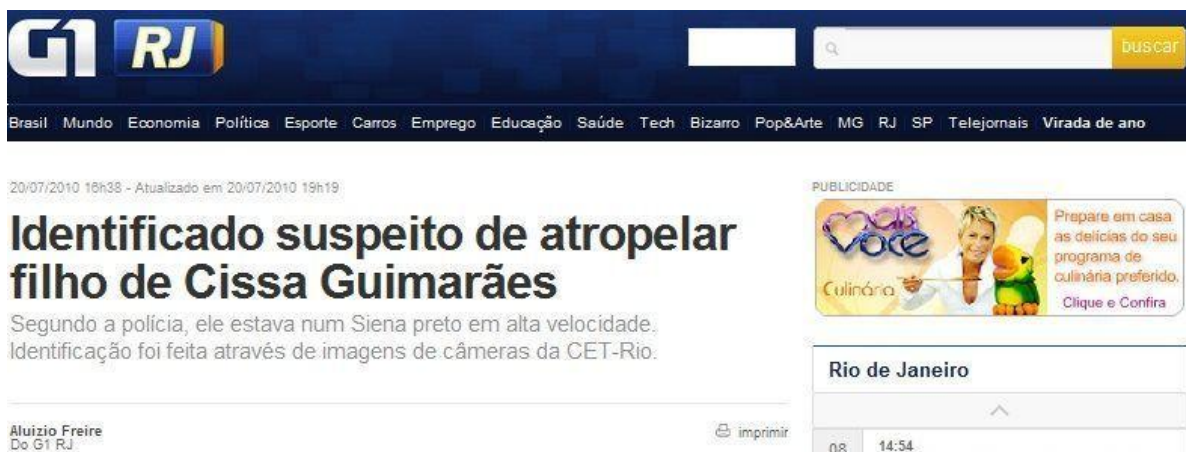 G1 RJ
buscar
Brasil Mundo Economia Política Esporte Carros Emprego Educação Saúde Tech Bizarro Pop&Arte MG RJ SP Telejornais Virada de ano
20/07/2010 16h38 - Atualizado em 20/07/2010 19h19
Identificado suspeito de atropelar
filho de Cissa Guimarães
Segundo a polícia, ele estava num Siena preto em alta velocidade.
Identificação foi feita através de imagens de câmeras da CET-Rio.
Aluizio Freire
Do G1 RJ
imprimir
PUBLICIDADE
mais
você
Culinária
Prepare em casa
as delícias do seu
programa de
culinária preferido.
Clique e Confira
Rio de Janeiro
08 14:54